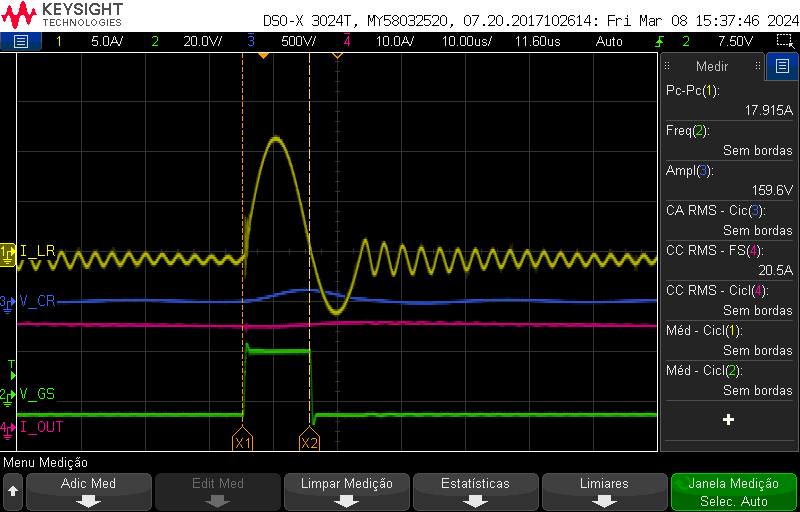 KEYSIGHT
TECHNOLOGIES
DSO-X 3024T, MY58032520, 07.20.2017102614: Fri Mar 08 15:37:46 2024
1 5.0A/ 2 20.0V/ 3 500V/ 4 10.0A/ 10.00us/ 11.60us Auto 2 7.50V
Medir
Pc-Pc(1):
17.915A
Freq(2):
Sem bordas
Ampl(3):
159.6V
CA RMS - Cic(3):
Sem bordas
CC RMS - FS(4):
20.5A
CC RMS - Cicl(4):
Sem bordas
Méd - Cicl(1):
Sem bordas
Méd - Cicl(2):
Sem bordas
1 I_LR
3 V_CR
T
2 V_GS
4 I_OUT
X1 X2
Menu Medição
Adic Med
Edit Med
Limpar Medição
Estatísticas
Limiares
Janela Medição
Selec. Auto